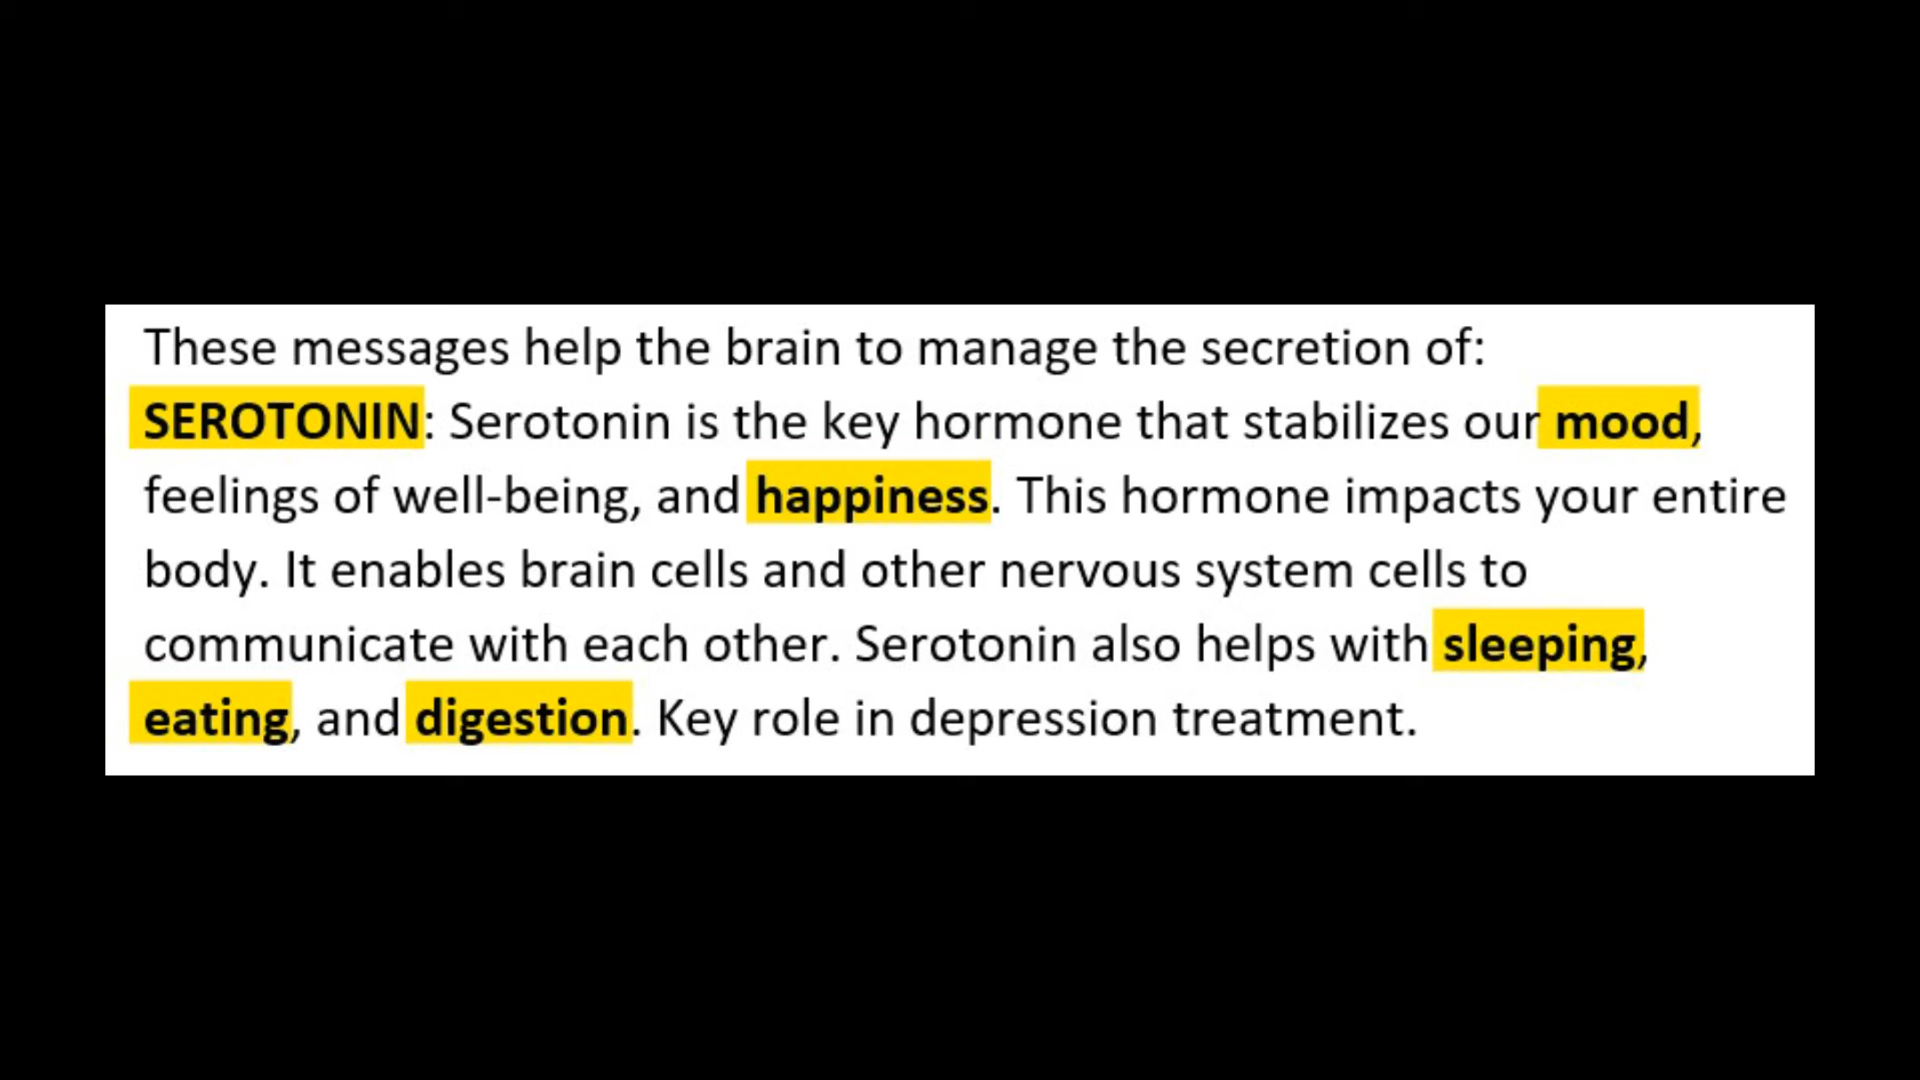 These messages help the brain to manage the secretion of:
SEROTONIN: Serotonin is the key hormone that stabilizes our mood,
feelings of well-being, and happiness. This hormone impacts your entire
body. It enables brain cells and other nervous system cells to
communicate with each other. Serotonin also helps with sleeping,
eating, and digestion. Key role in depression treatment.